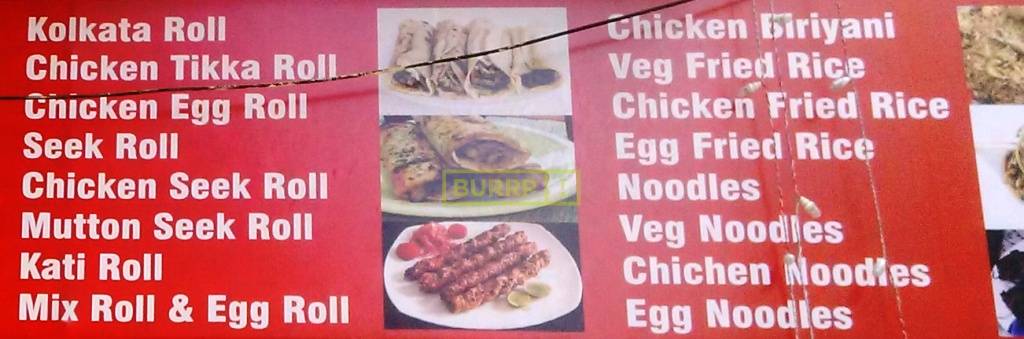 Kolkata Roll
Chicken Tikka Roll
Chicken Egg Roll
Seek Roll
Chicken Seek Roll
Mutton Seek Roll
Kati Roll
Mix Roll & Egg Roll
BURRP
Chicken Biriyani
Veg Fried Rice
Chicken Fried Rice
Egg Fried Rice
Noodles
Veg Noodles
Chichen Noodles
Egg Noodles